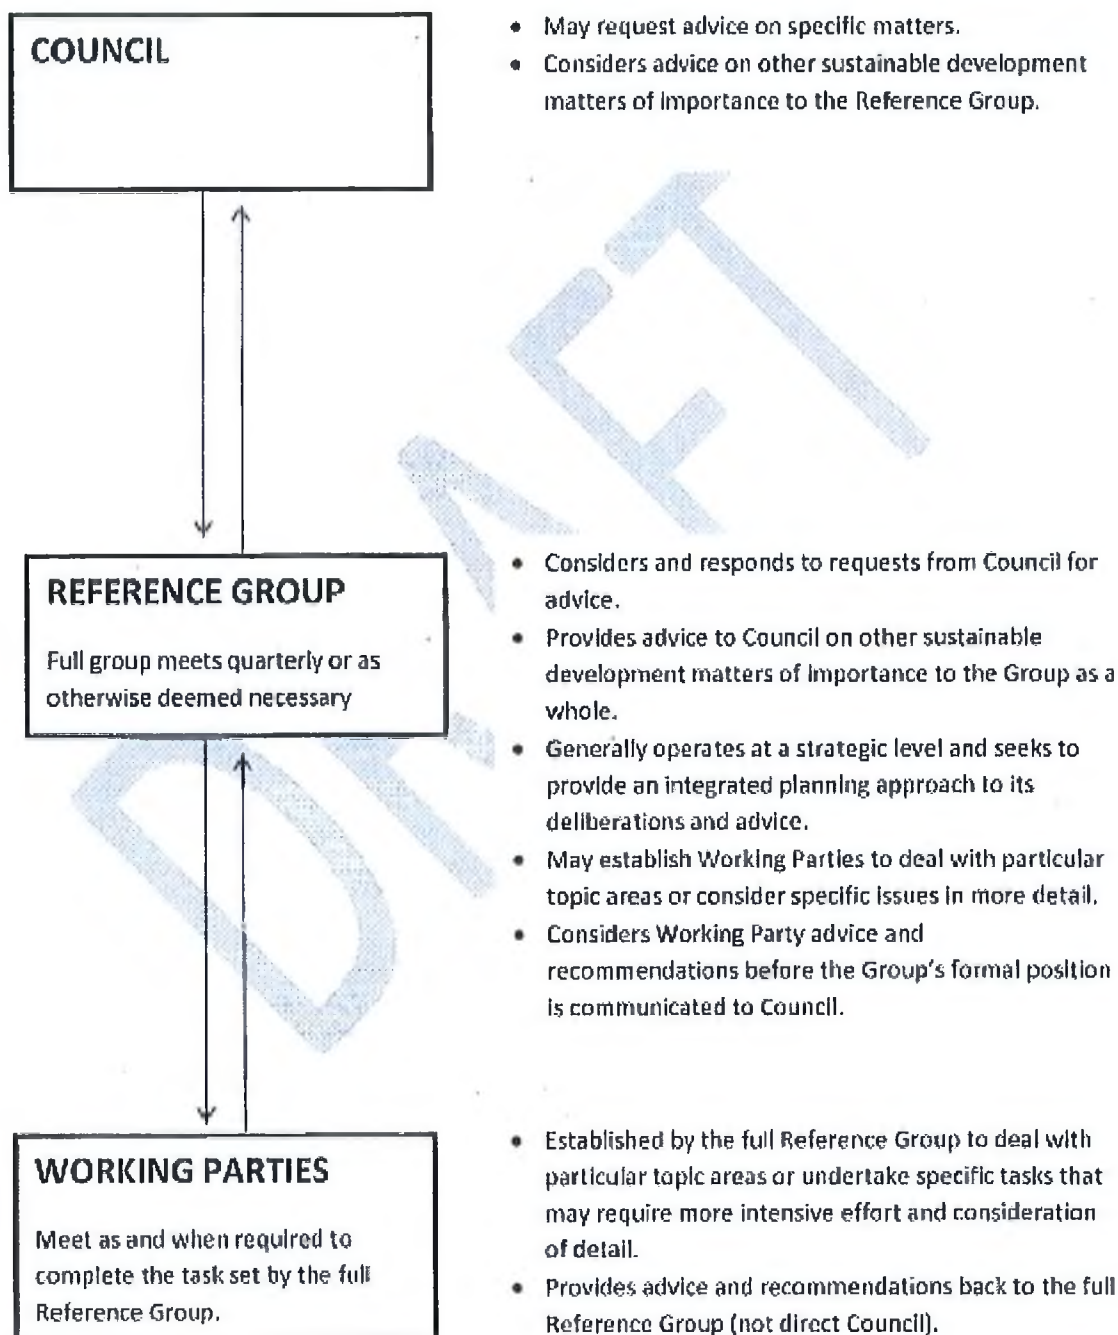 COUNCIL
• May request advice on specific matters.
• Considers advice on other sustainable development
matters of importance to the Reference Group.
DRAFT
REFERENCE GROUP
Full group meets quarterly or as
otherwise deemed necessary
• Considers and responds to requests from Council for
advice.
• Provides advice to Council on other sustainable
development matters of importance to the Group as a
whole.
• Generally operates at a strategic level and seeks to
provide an integrated planning approach to its
deliberations and advice.
• May establish Working Parties to deal with particular
topic areas or consider specific issues in more detail.
• Considers Working Party advice and
recommendations before the Group's formal position
is communicated to Council.
WORKING PARTIES
Meet as and when required to
complete the task set by the full
Reference Group.
• Established by the full Reference Group to deal with
particular topic areas or undertake specific tasks that
may require more intensive effort and consideration
of detail.
• Provides advice and recommendations back to the full
Reference Group (not direct Council).